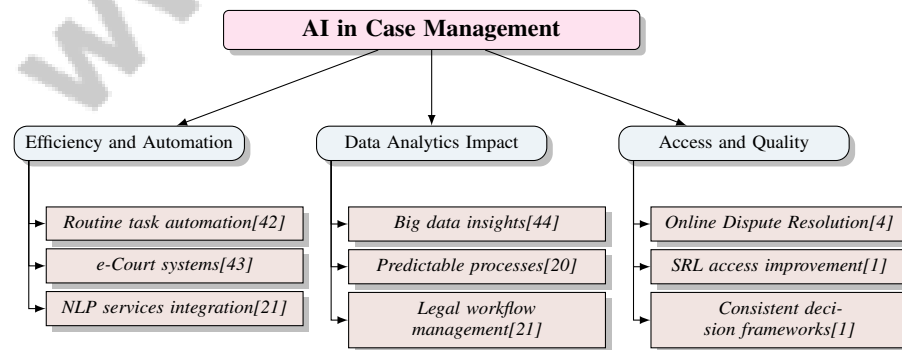 AI in Case Management
Efficiency and Automation
Data Analytics Impact
Access and Quality
Routine task automation[42]
Big data insights[44]
Online Dispute Resolution[4]
e-Court systems[43]
Predictable processes[20]
SRL access improvement[1]
NLP services integration[21]
Legal workflow
management[21]
Consistent deci-
sion frameworks[1]